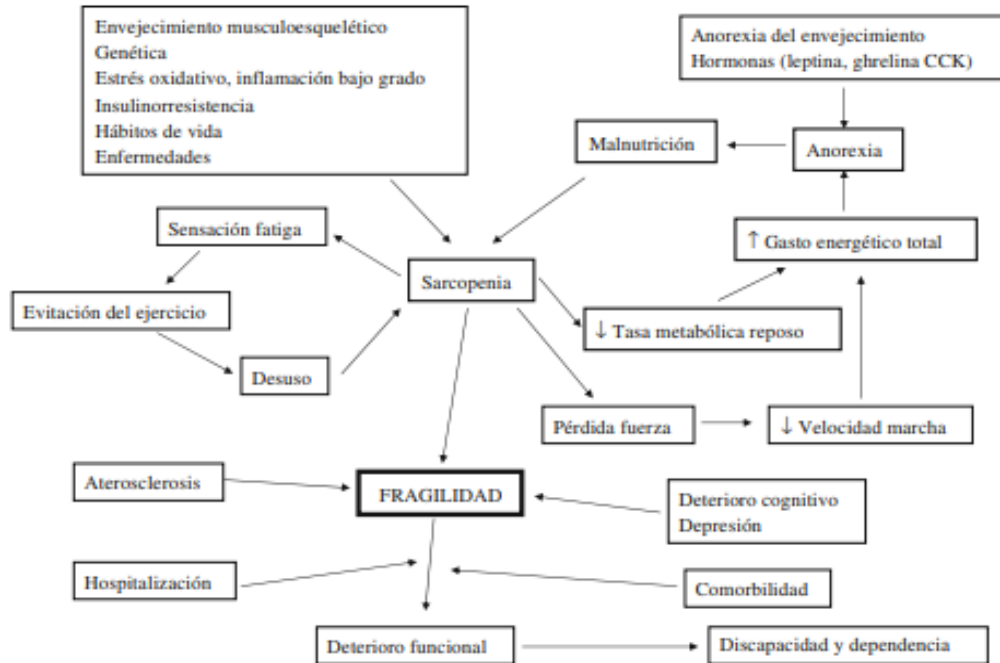 Envejecimiento musculoesquelético
Genética
Estrés oxidativo, inflamación bajo grado
Insulinorresistencia
Hábitos de vida
Enfermedades
Anorexia del envejecimiento
Hormonas (leptina, ghrelina CCK)
Malnutrición
Anorexia
Sensación fatiga
↑ Gasto energético total
Sarcopenia
Evitación del ejercicio
↓ Tasa metabólica reposo
Desuso
Pérdida fuerza
↓ Velocidad marcha
Aterosclerosis
FRAGILIDAD
Deterioro cognitivo
Depresión
Hospitalización
Comorbilidad
Deterioro funcional
Discapacidad y dependencia